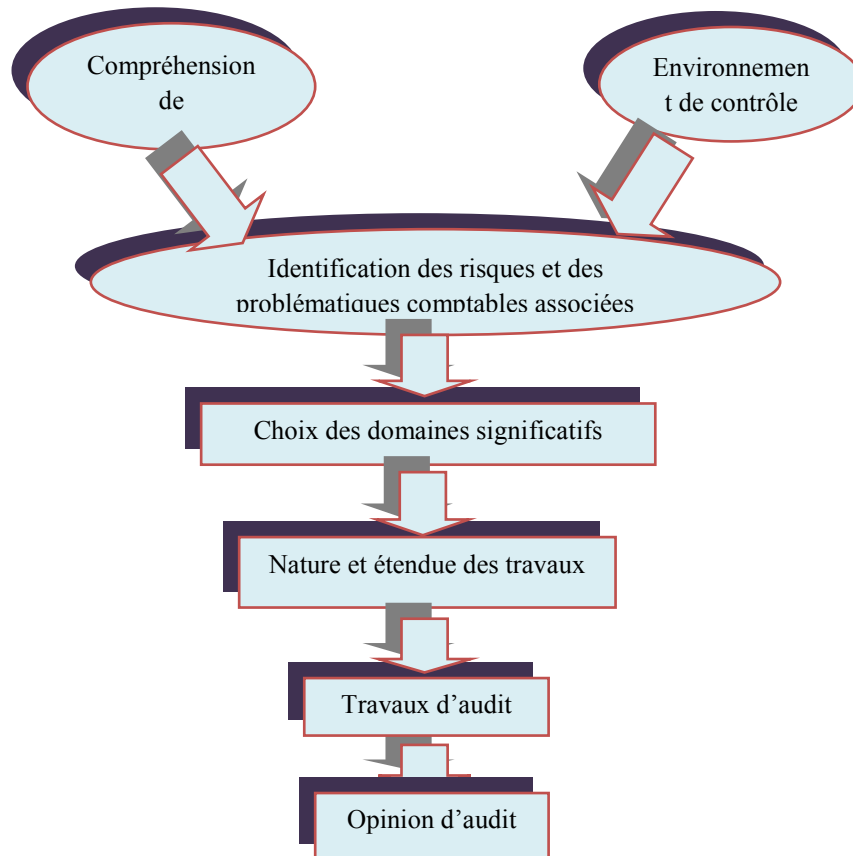 Compréhension
de
Environnemen
t de contrôle
Identification des risques et des
problématiques comptables associées
Choix des domaines significatifs
Nature et étendue des travaux
Travaux d’audit
Opinion d’audit